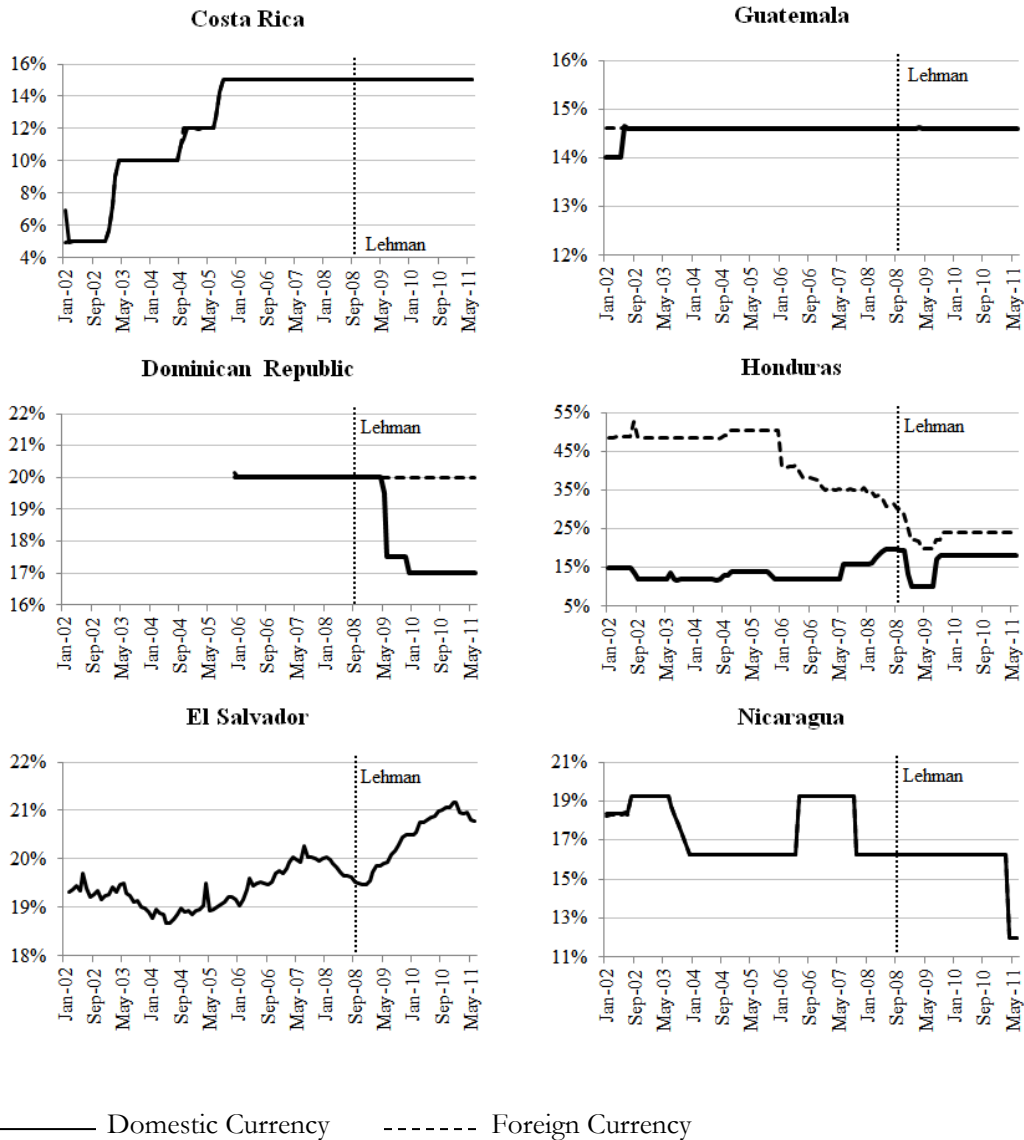 Costa Rica
16%
14%
12%
10%
8%
6%
4%
Lehman
Jan-02
Sep-02
May-03
Jan-04
Sep-04
May-05
Jan-06
Sep-06
May-07
Jan-08
Sep-08
May-09
Jan-10
Sep-10
May-11
Guatemala
16%
15%
14%
13%
12%
Lehman
Jan-02
Sep-02
May-03
Jan-04
Sep-04
May-05
Jan-06
Sep-06
May-07
Jan-08
Sep-08
May-09
Jan-10
Sep-10
May-11
Dominican Republic
22%
21%
20%
19%
18%
17%
16%
Lehman
Jan-02
Sep-02
May-03
Jan-04
Sep-04
May-05
Jan-06
Sep-06
May-07
Jan-08
Sep-08
May-09
Jan-10
Sep-10
May-11
Honduras
55%
45%
35%
25%
15%
5%
Lehman
Jan-02
Sep-02
May-03
Jan-04
Sep-04
May-05
Jan-06
Sep-06
May-07
Jan-08
Sep-08
May-09
Jan-10
Sep-10
May-11
El Salvador
22%
21%
20%
19%
18%
Lehman
Jan-02
Sep-02
May-03
Jan-04
Sep-04
May-05
Jan-06
Sep-06
May-07
Jan-08
Sep-08
May-09
Jan-10
Sep-10
May-11
Nicaragua
21%
19%
17%
15%
13%
11%
Lehman
Jan-02
Sep-02
May-03
Jan-04
Sep-04
May-05
Jan-06
Sep-06
May-07
Jan-08
Sep-08
May-09
Jan-10
Sep-10
May-11
Domestic Currency
Foreign Currency